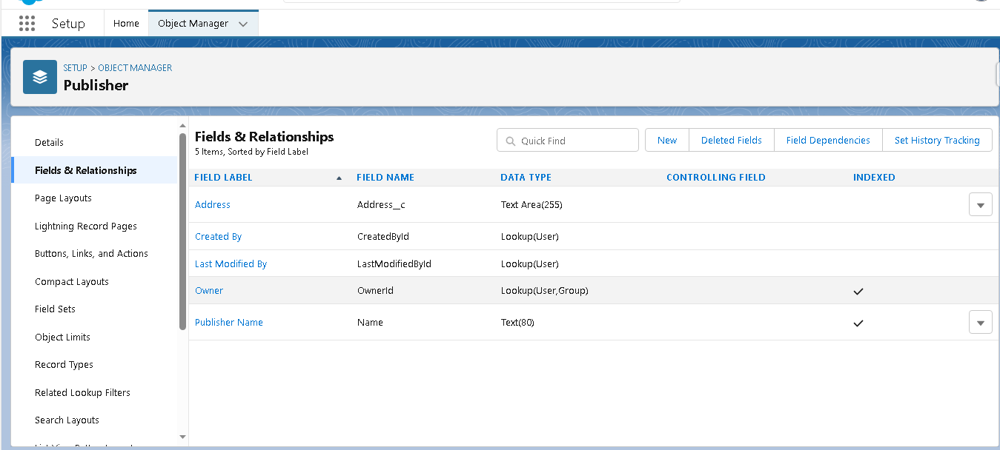 Setup
Home
Object Manager
SETUP > OBJECT MANAGER
Publisher
Details
Fields & Relationships
Page Layouts
Lightning Record Pages
Buttons, Links, and Actions
Compact Layouts
Field Sets
Object Limits
Record Types
Related Lookup Filters
Search Layouts
Fields & Relationships
5 Items, Sorted by Field Label
Quick Find
New
Deleted Fields
Field Dependencies
Set History Tracking
FIELD LABEL FIELD NAME DATA TYPE CONTROLLING FIELD INDEXED
Address Address__c Text Area(255)
Created By CreatedById Lookup(User)
Last Modified By LastModifiedById Lookup(User)
Owner OwnerId Lookup(User,Group)
Publisher Name Name Text(80)